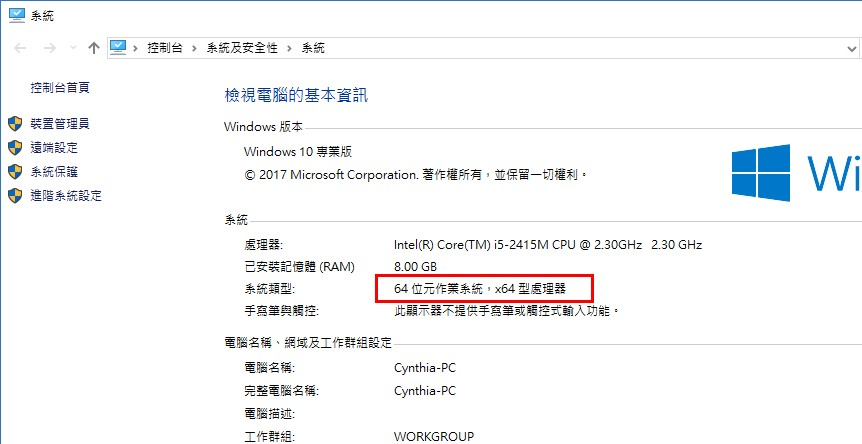 系統
控制台 › 系統及安全性 › 系統
控制台首頁
裝置管理員
遠端設定
系統保護
進階系統設定
檢視電腦的基本資訊
Windows 版本
Windows 10 專業版
© 2017 Microsoft Corporation. 著作權所有，並保留一切權利。
Wi
系統
處理器: Intel(R) Core(TM) i5-2415M CPU @ 2.30GHz 2.30 GHz
已安裝記憶體 (RAM) 8.00 GB
系統類型: 64 位元作業系統，x64 型處理器
手寫筆與觸控: 此顯示器不提供手寫筆或觸控式輸入功能。
電腦名稱、網域及工作群組設定
電腦名稱: Cynthia-PC
完整電腦名稱: Cynthia-PC
電腦描述:
工作群組: WORKGROUP